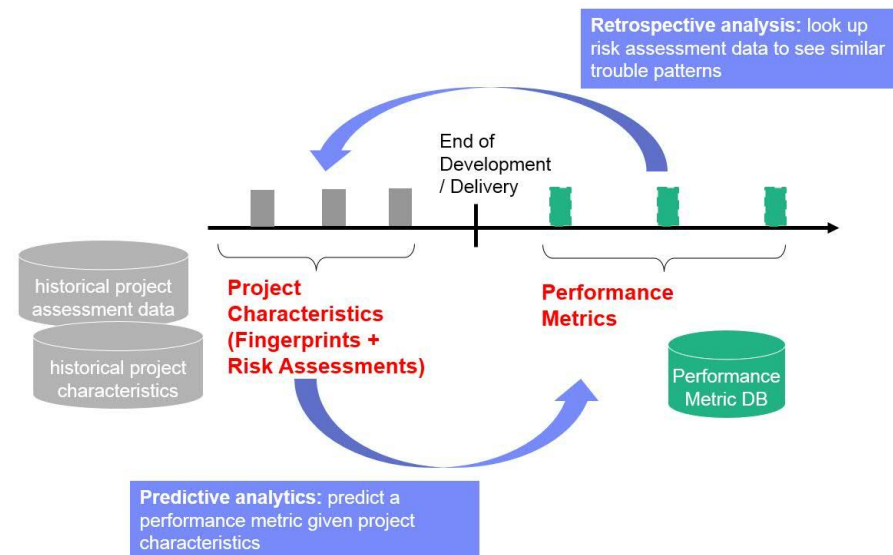 Retrospective analysis: look up
risk assessment data to see similar
trouble patterns
End of
Development
/ Delivery
historical project
assessment data
historical project
characteristics
Project
Characteristics
(Fingerprints +
Risk Assessments)
Performance
Metrics
Performance
Metric DB
Predictive analytics: predict a
performance metric given project
characteristics